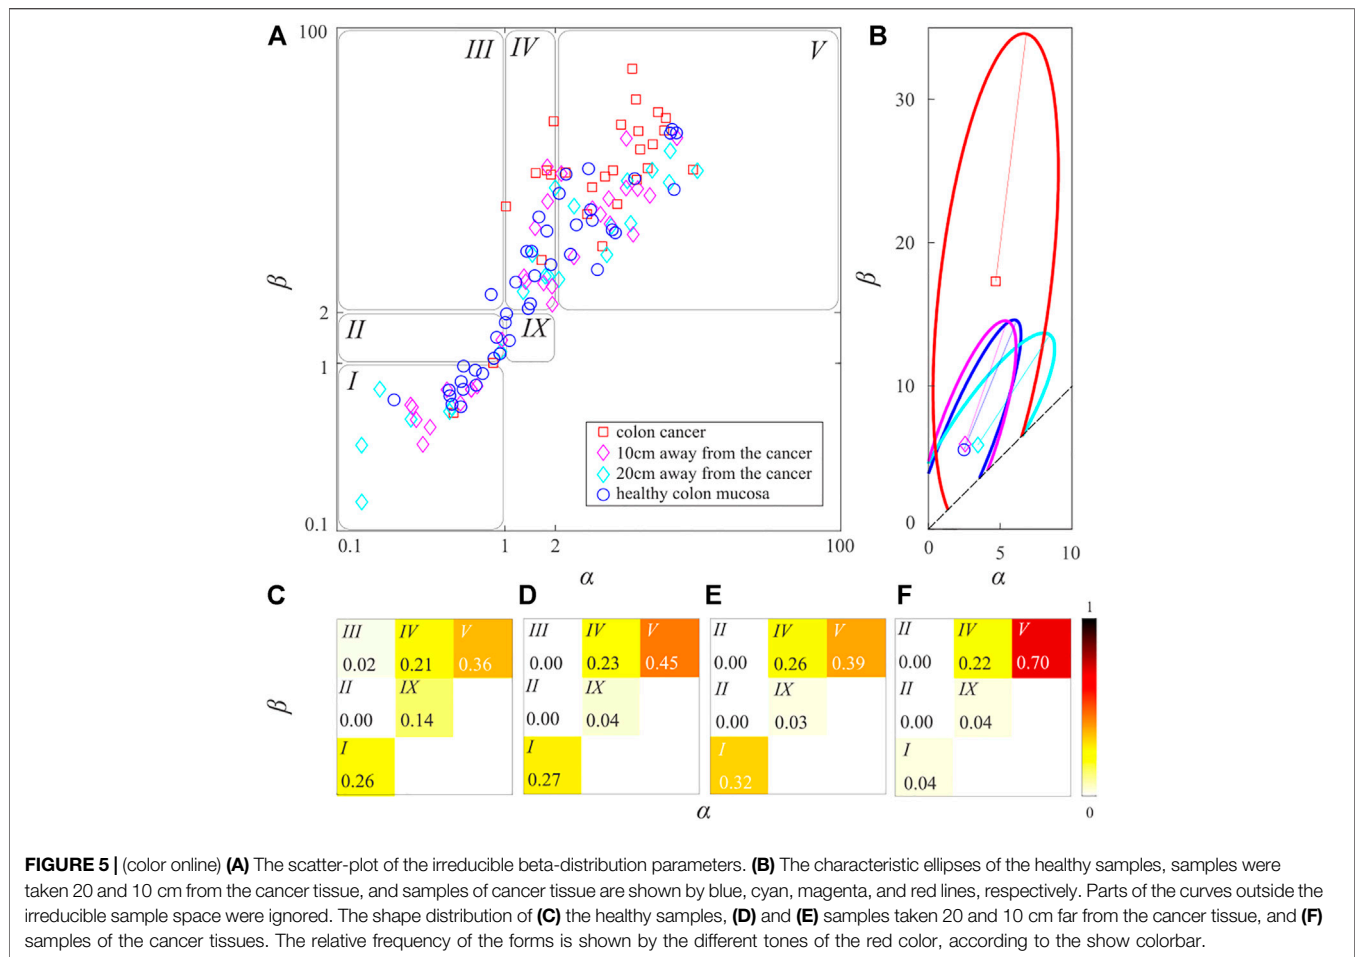 A
B
100
III
IV
V
β
2
II
IX
1
I
0.1
0.1
1
2
100
α
colon cancer
10cm away from the cancer
20cm away from the cancer
healthy colon mucosa
30
20
β
10
0
0
5
10
α
C
D
E
F
β
III
IV
V
0.02
0.21
0.36
II
IX
0.00
0.14
I
0.26
III
IV
V
0.00
0.23
0.45
II
IX
0.00
0.04
I
0.27
II
IV
V
0.00
0.26
0.39
II
IX
0.00
0.03
I
0.32
II
IV
V
0.00
0.22
0.70
II
IX
0.00
0.04
I
0.04
1
0
α
FIGURE 5 | (color online) (A) The scatter-plot of the irreducible beta-distribution parameters. (B) The characteristic ellipses of the healthy samples, samples were
taken 20 and 10 cm from the cancer tissue, and samples of cancer tissue are shown by blue, cyan, magenta, and red lines, respectively. Parts of the curves outside the
irreducible sample space were ignored. The shape distribution of (C) the healthy samples, (D) and (E) samples taken 20 and 10 cm far from the cancer tissue, and (F)
samples of the cancer tissues. The relative frequency of the forms is shown by the different tones of the red color, according to the show colorbar.